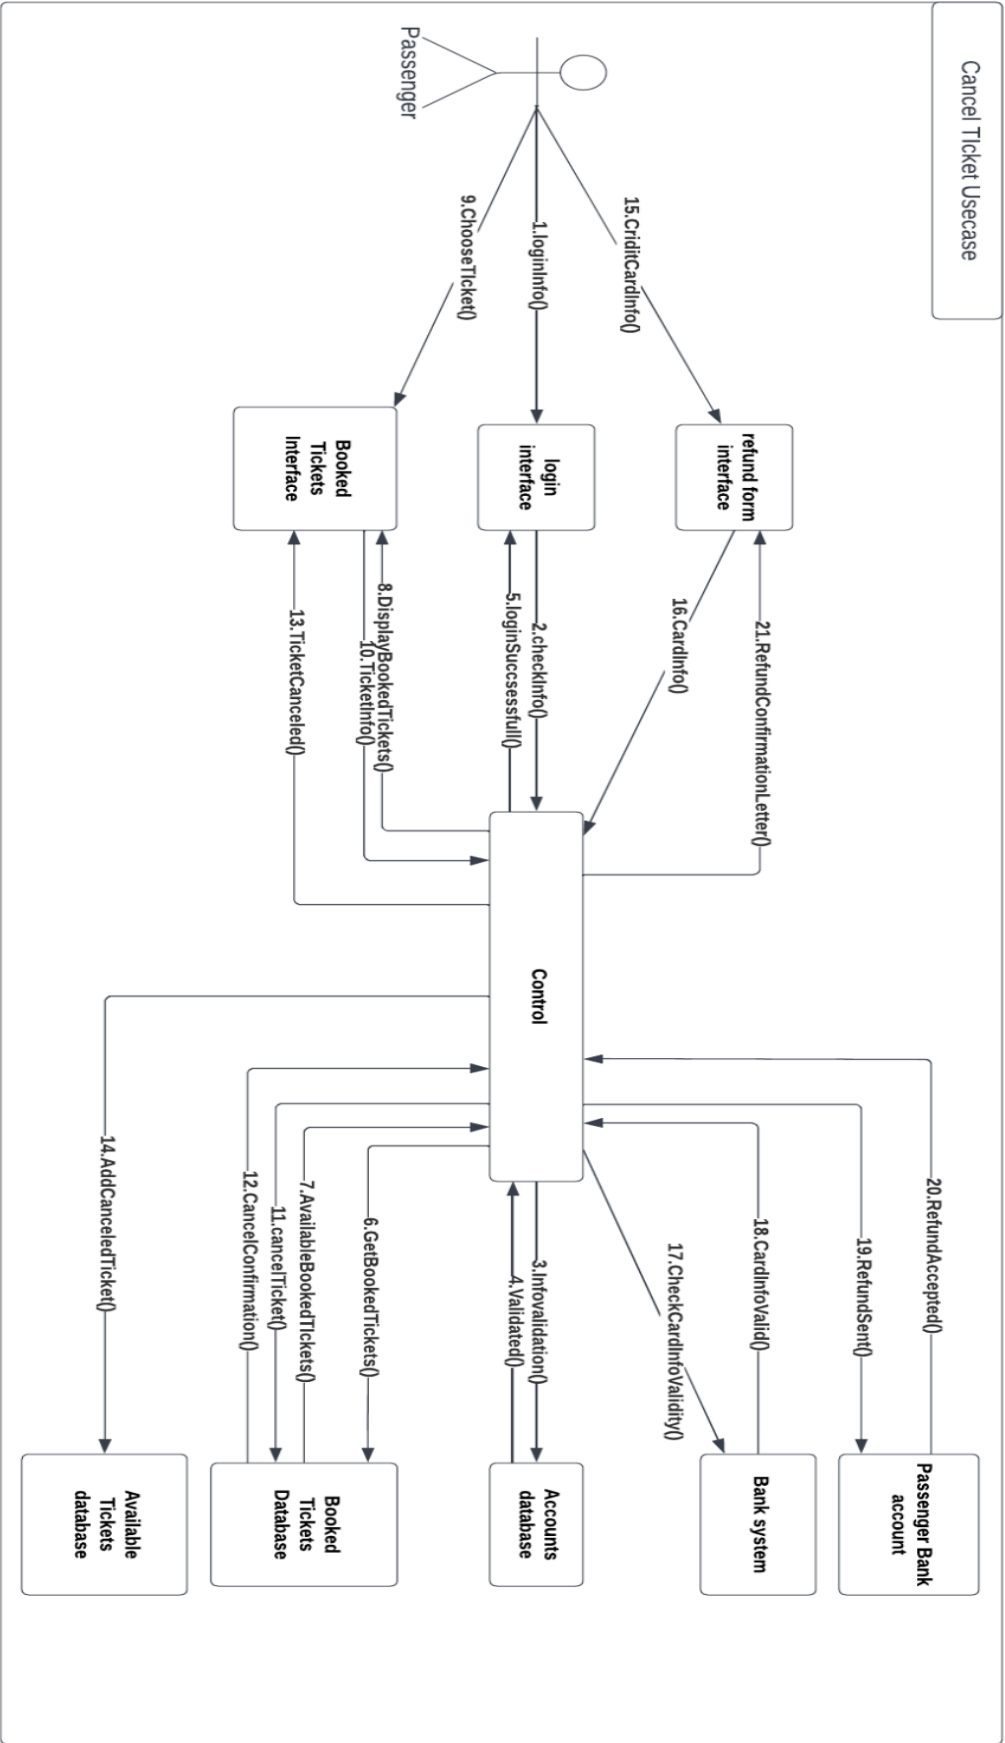 Cancel TIcket Usecase
Passenger
15.CriditCardInfo()
1.loginInfo()
9.ChooseTIcket()
refund form
interface
login
interface
Booked
Tickets
Interface
21.RefundConfirmationLetter()
16.CardInfo()
2.checkInfo()
5.loginSuccsessfull()
8.DisplayBookedTickets()
10.TicketInfo()
13.TicketCanceled()
Control
20.RefundAccepted()
19.RefundSent()
18.CardInfoValid()
17.CheckCardInfoValidity()
3.Infovalidation()
4.Validated()
6.GetBookedTickets()
7.AvailableBookedTIckets()
11.cancelTicket()
12.CancelConfirmation()
14.AddCanceledTicket()
Passenger Bank
account
Bank system
Accounts
database
Booked
Tickets
Database
Available
Tickets
database